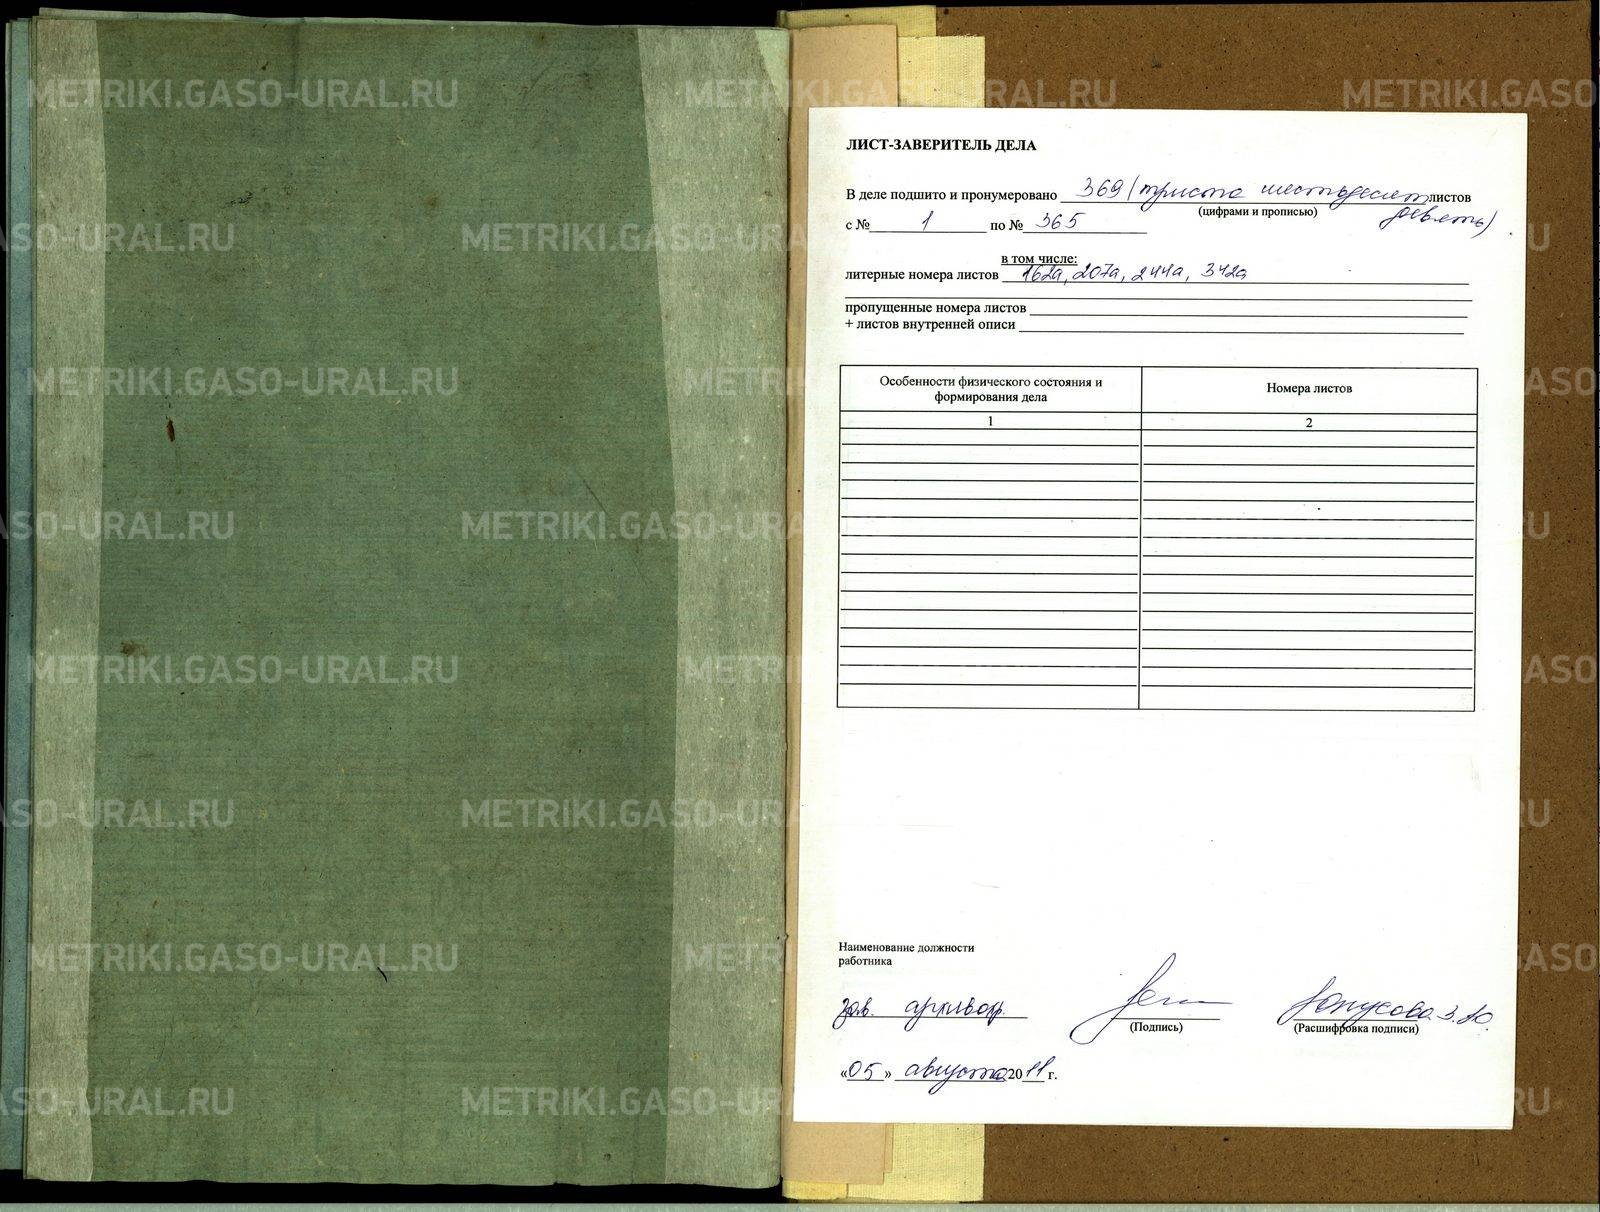 ЛИСТ-ЗАВЕРИТЕЛЬ ДЕЛА
В деле подшито и пронумеровано 369 (триста шестьдесят листов
(цифрами и прописью) девять)
с № 1 по № 365
в том числе:
литерные номера листов 162а, 207а, 244а, 342а
пропущенные номера листов
+ листов внутренней описи
Особенности физического состояния и
формирования дела
Номера листов
1
2
Наименование должности
работника
зав. архивохр.
(Подпись)
(Расшифровка подписи)
«05» августа 2011 г.
METRIKI.GASO-URAL.RU